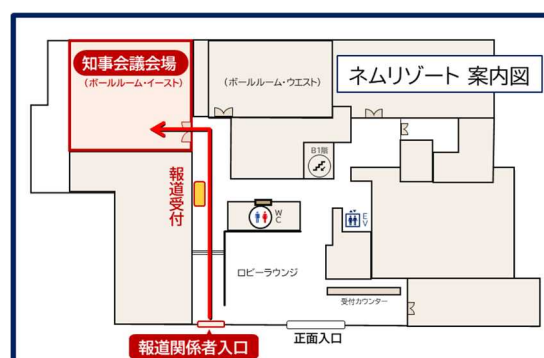 知事会議会場
(ボールルーム・イースト)
(ボールルーム・ウエスト)
ネムリゾート 案内図
B1階
報道受付
WC
EV
ロビーラウンジ
受付カウンター
正面入口
報道関係者入口